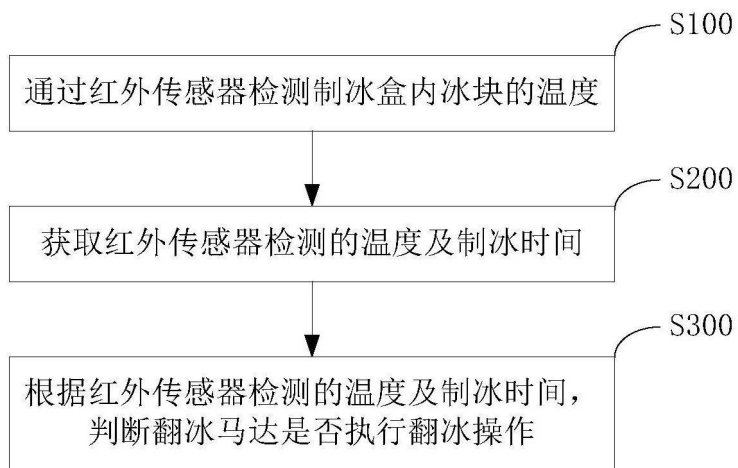 S100
通过红外传感器检测制冰盒内冰块的温度
S200
获取红外传感器检测的温度及制冰时间
S300
根据红外传感器检测的温度及制冰时间，
判断翻冰马达是否执行翻冰操作